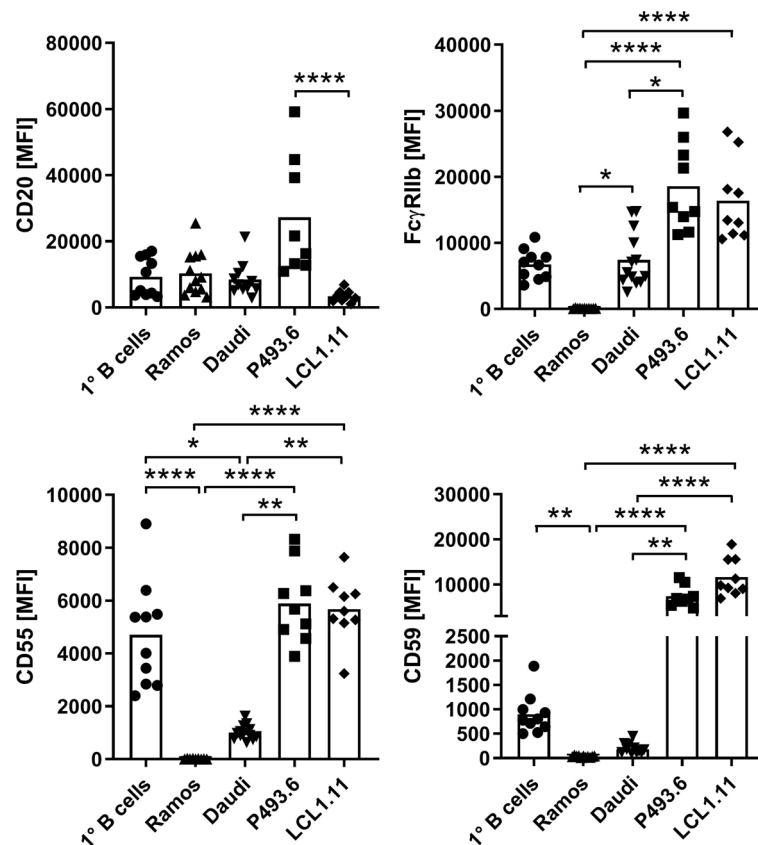 CD20 [MFI]
80000
60000
40000
20000
0
****
1° B cells
Ramos
Daudi
P493.6
LCL1.11
FcγRIIb [MFI]
40000
30000
20000
10000
0
****
****
*
*
1° B cells
Ramos
Daudi
P493.6
LCL1.11
CD55 [MFI]
10000
8000
6000
4000
2000
0
****
* **
**** ****
**
1° B cells
Ramos
Daudi
P493.6
LCL1.11
CD59 [MFI]
30000
20000
10000
2500
2000
1500
1000
500
0
****
****
** ****
**
1° B cells
Ramos
Daudi
P493.6
LCL1.11